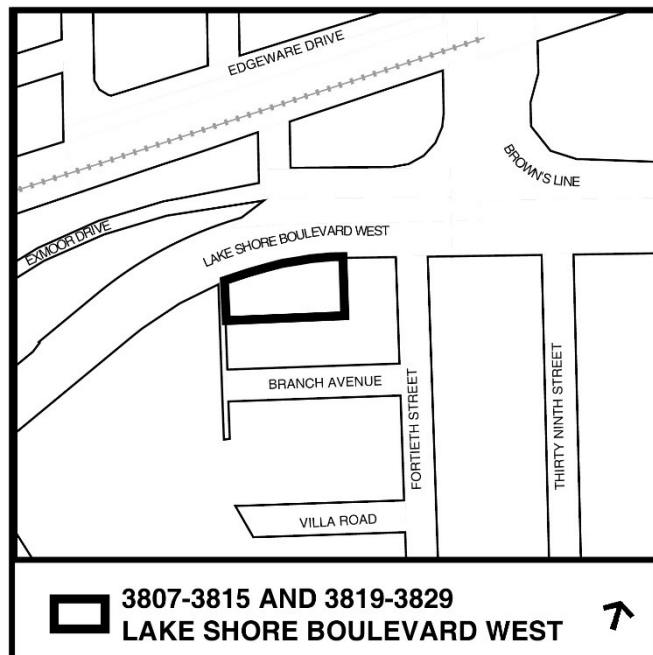 EDGEWARE DRIVE
BROWN'S LINE
EXMOOR DRIVE
LAKE SHORE BOULEVARD WEST
BRANCH AVENUE
FORTIETH STREET
THIRTY NINTH STREET
VILLA ROAD
3807-3815 AND 3819-3829
LAKE SHORE BOULEVARD WEST